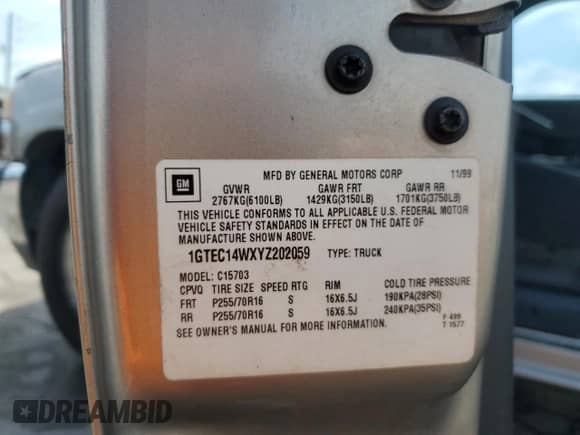 GM
MFD BY GENERAL MOTORS CORP 11/99
GVWR GAWR FRT GAWR RR
2767KG(6100LB) 1429KG(3150LB) 1701KG(3750LB)
THIS VEHICLE CONFORMS TO ALL APPLICABLE U.S. FEDERAL MOTOR
VEHICLE SAFETY STANDARDS IN EFFECT ON THE DATE OF
MANUFACTURE SHOWN ABOVE.
1GTEC14WXYZ202059 TYPE: TRUCK
MODEL: C15703
CPVQ TIRE SIZE SPEED RTG RIM COLD TIRE PRESSURE
FRT P255/70R16 S 16X6.5J 190KPA(28PSI)
RR P255/70R16 S 16X6.5J 240KPA(35PSI)
SEE OWNER'S MANUAL FOR MORE INFORMATION.
P 499
T 1577
DREAMBID